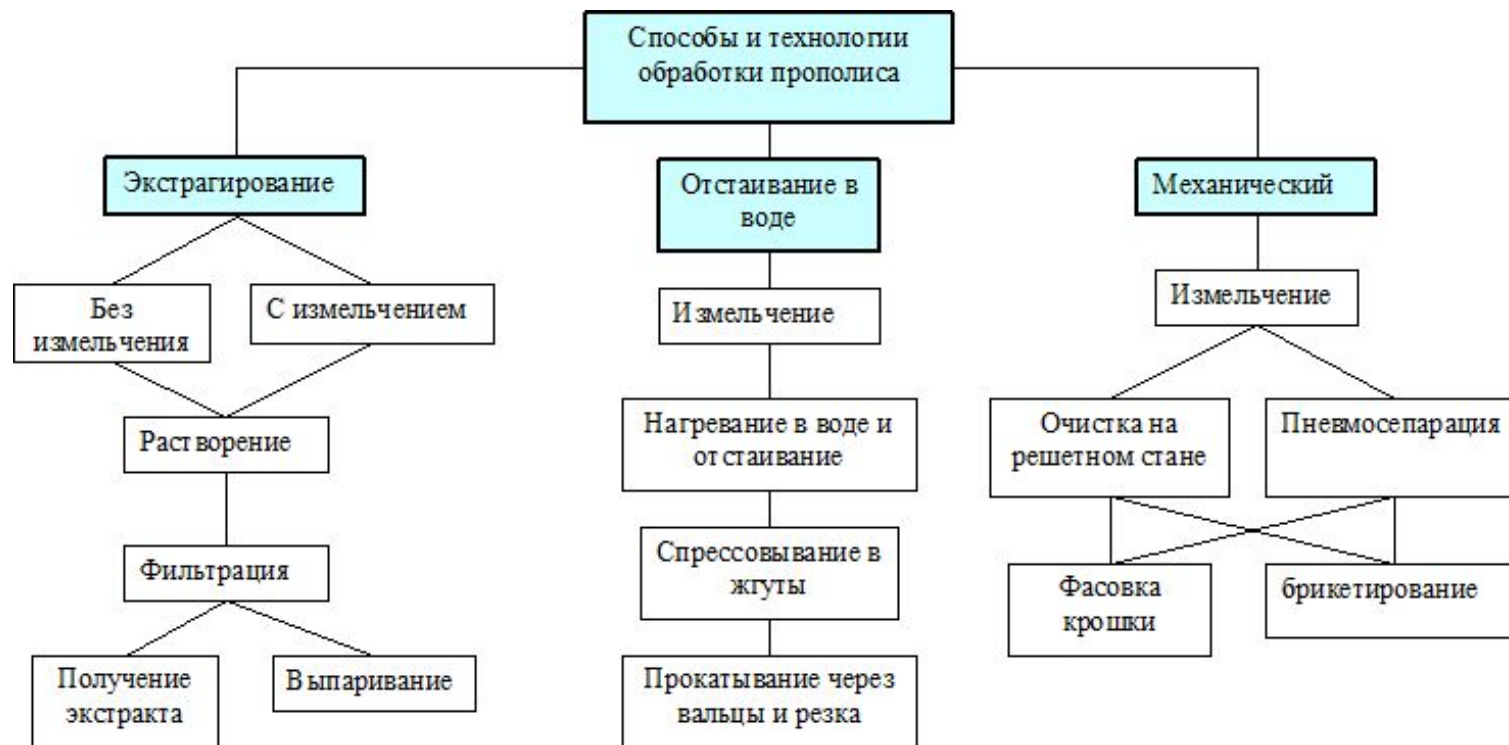 Способы и технологии
обработки прополиса
Экстрагирование
Отстаивание в
воде
Механический
Без
измельчения
С измельчением
Измельчение
Измельчение
Растворение
Нагревание в воде и
отстаивание
Очистка на
решетном стане
Пневмосепарация
Фильтрация
Спрессовывание в
жгуты
Фасовка
крошки
брикетирование
Получение
экстракта
Выпаривание
Прокатывание через
вальцы и резка